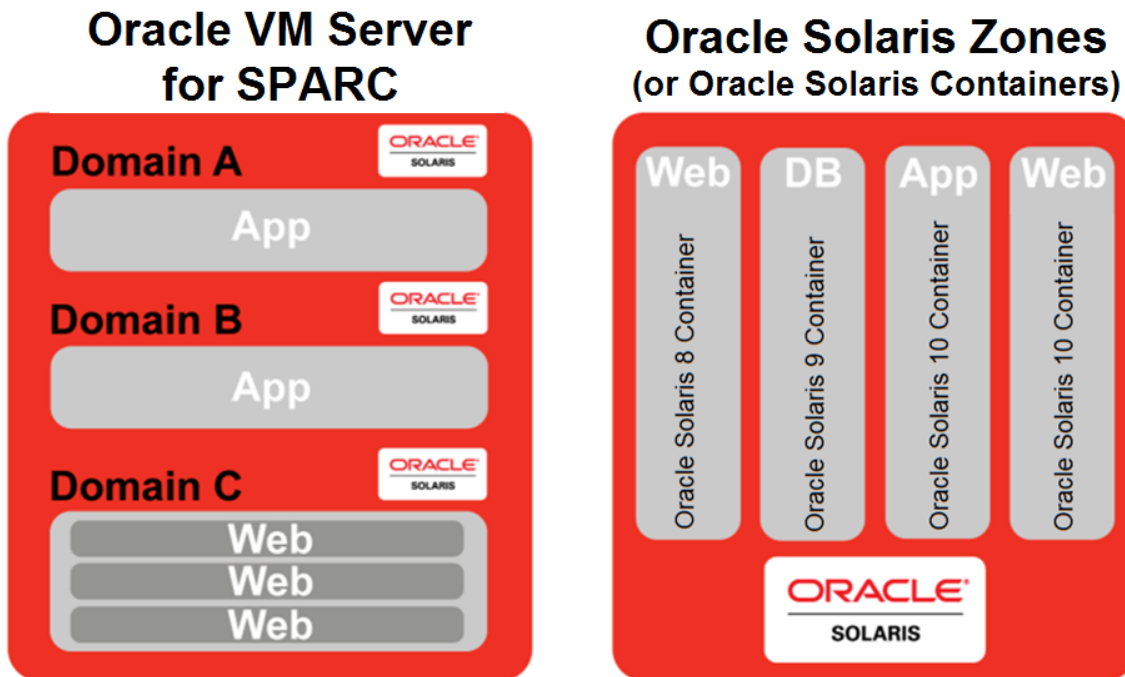 Oracle VM Server
for SPARC
Domain A
ORACLE
SOLARIS
App
Domain B
ORACLE
SOLARIS
App
Domain C
ORACLE
SOLARIS
Web
Web
Web
Oracle Solaris Zones
(or Oracle Solaris Containers)
Web
Oracle Solaris 8 Container
DB
Oracle Solaris 9 Container
App
Oracle Solaris 10 Container
Web
Oracle Solaris 10 Container
ORACLE
SOLARIS